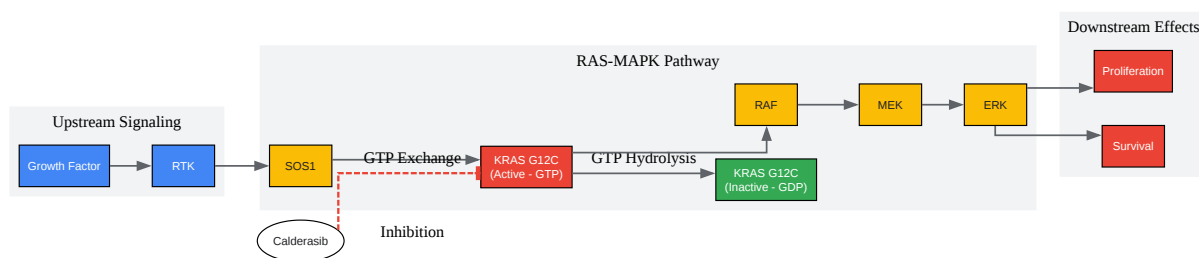 Upstream Signaling
Growth Factor
RTK
RAS-MAPK Pathway
SOS1
GTP Exchange
KRAS G12C
(Active - GTP)
GTP Hydrolysis
KRAS G12C
(Inactive - GDP)
RAF
MEK
ERK
Downstream Effects
Proliferation
Survival
Calderasib
Inhibition